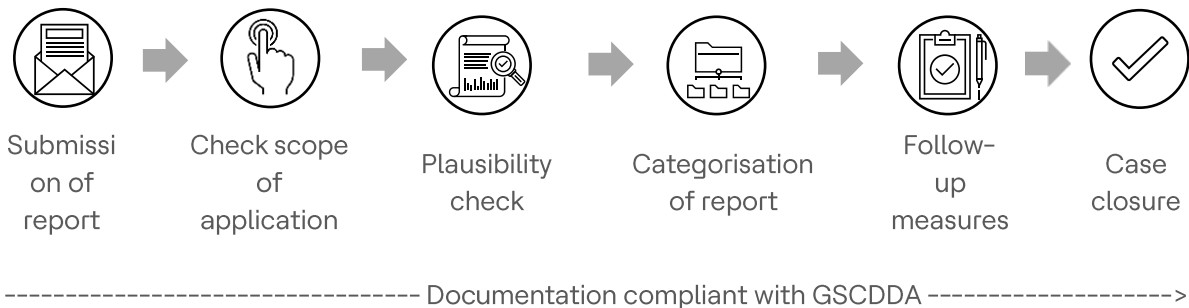 Submissi
on of
report
Check scope
of
application
Plausibility
check
Categorisation
of report
Follow-
up
measures
Case
closure
----------------------------------- Documentation compliant with GSCDDA --------------------->